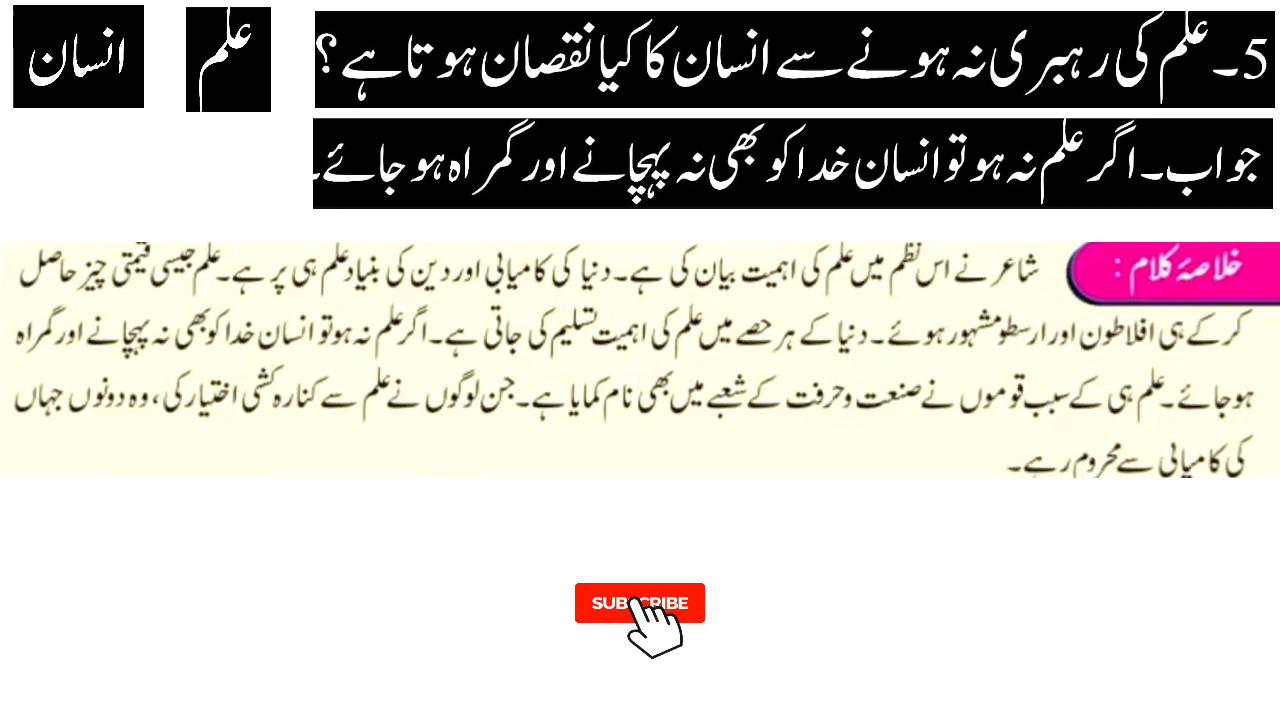 5۔علم کی رہبری نہ ہونے سے انسان کا کیا نقصان ہوتا ہے ؟
علم
انسان
جواب۔اگر علم نہ ہو تو انسان خدا کو بھی نہ پہچانے اور گمراہ ہو جائے۔
خلاصۂ کلام : شاعر نے اس نظم میں علم کی اہمیت بیان کی ہے۔دنیا کی کامیابی اور دین کی بنیاد علم ہی پر ہے۔علم جیسی قیمتی چیز حاصل
کرکے ہی افلاطون اور ارسطو مشہور ہوئے۔دنیا کے ہر حصے میں علم کی اہمیت تسلیم کی جاتی ہے۔اگر علم نہ ہو تو انسان خدا کو بھی نہ پہچانے اور گمراہ
ہوجائے۔علم ہی کے سبب قوموں نے صنعت و حرفت کے شعبے میں بھی نام کمایا ہے۔جن لوگوں نے علم سے کنارہ کشی اختیار کی، وہ دونوں جہاں
کی کامیابی سے محروم رہے۔
SUBSCRIBE